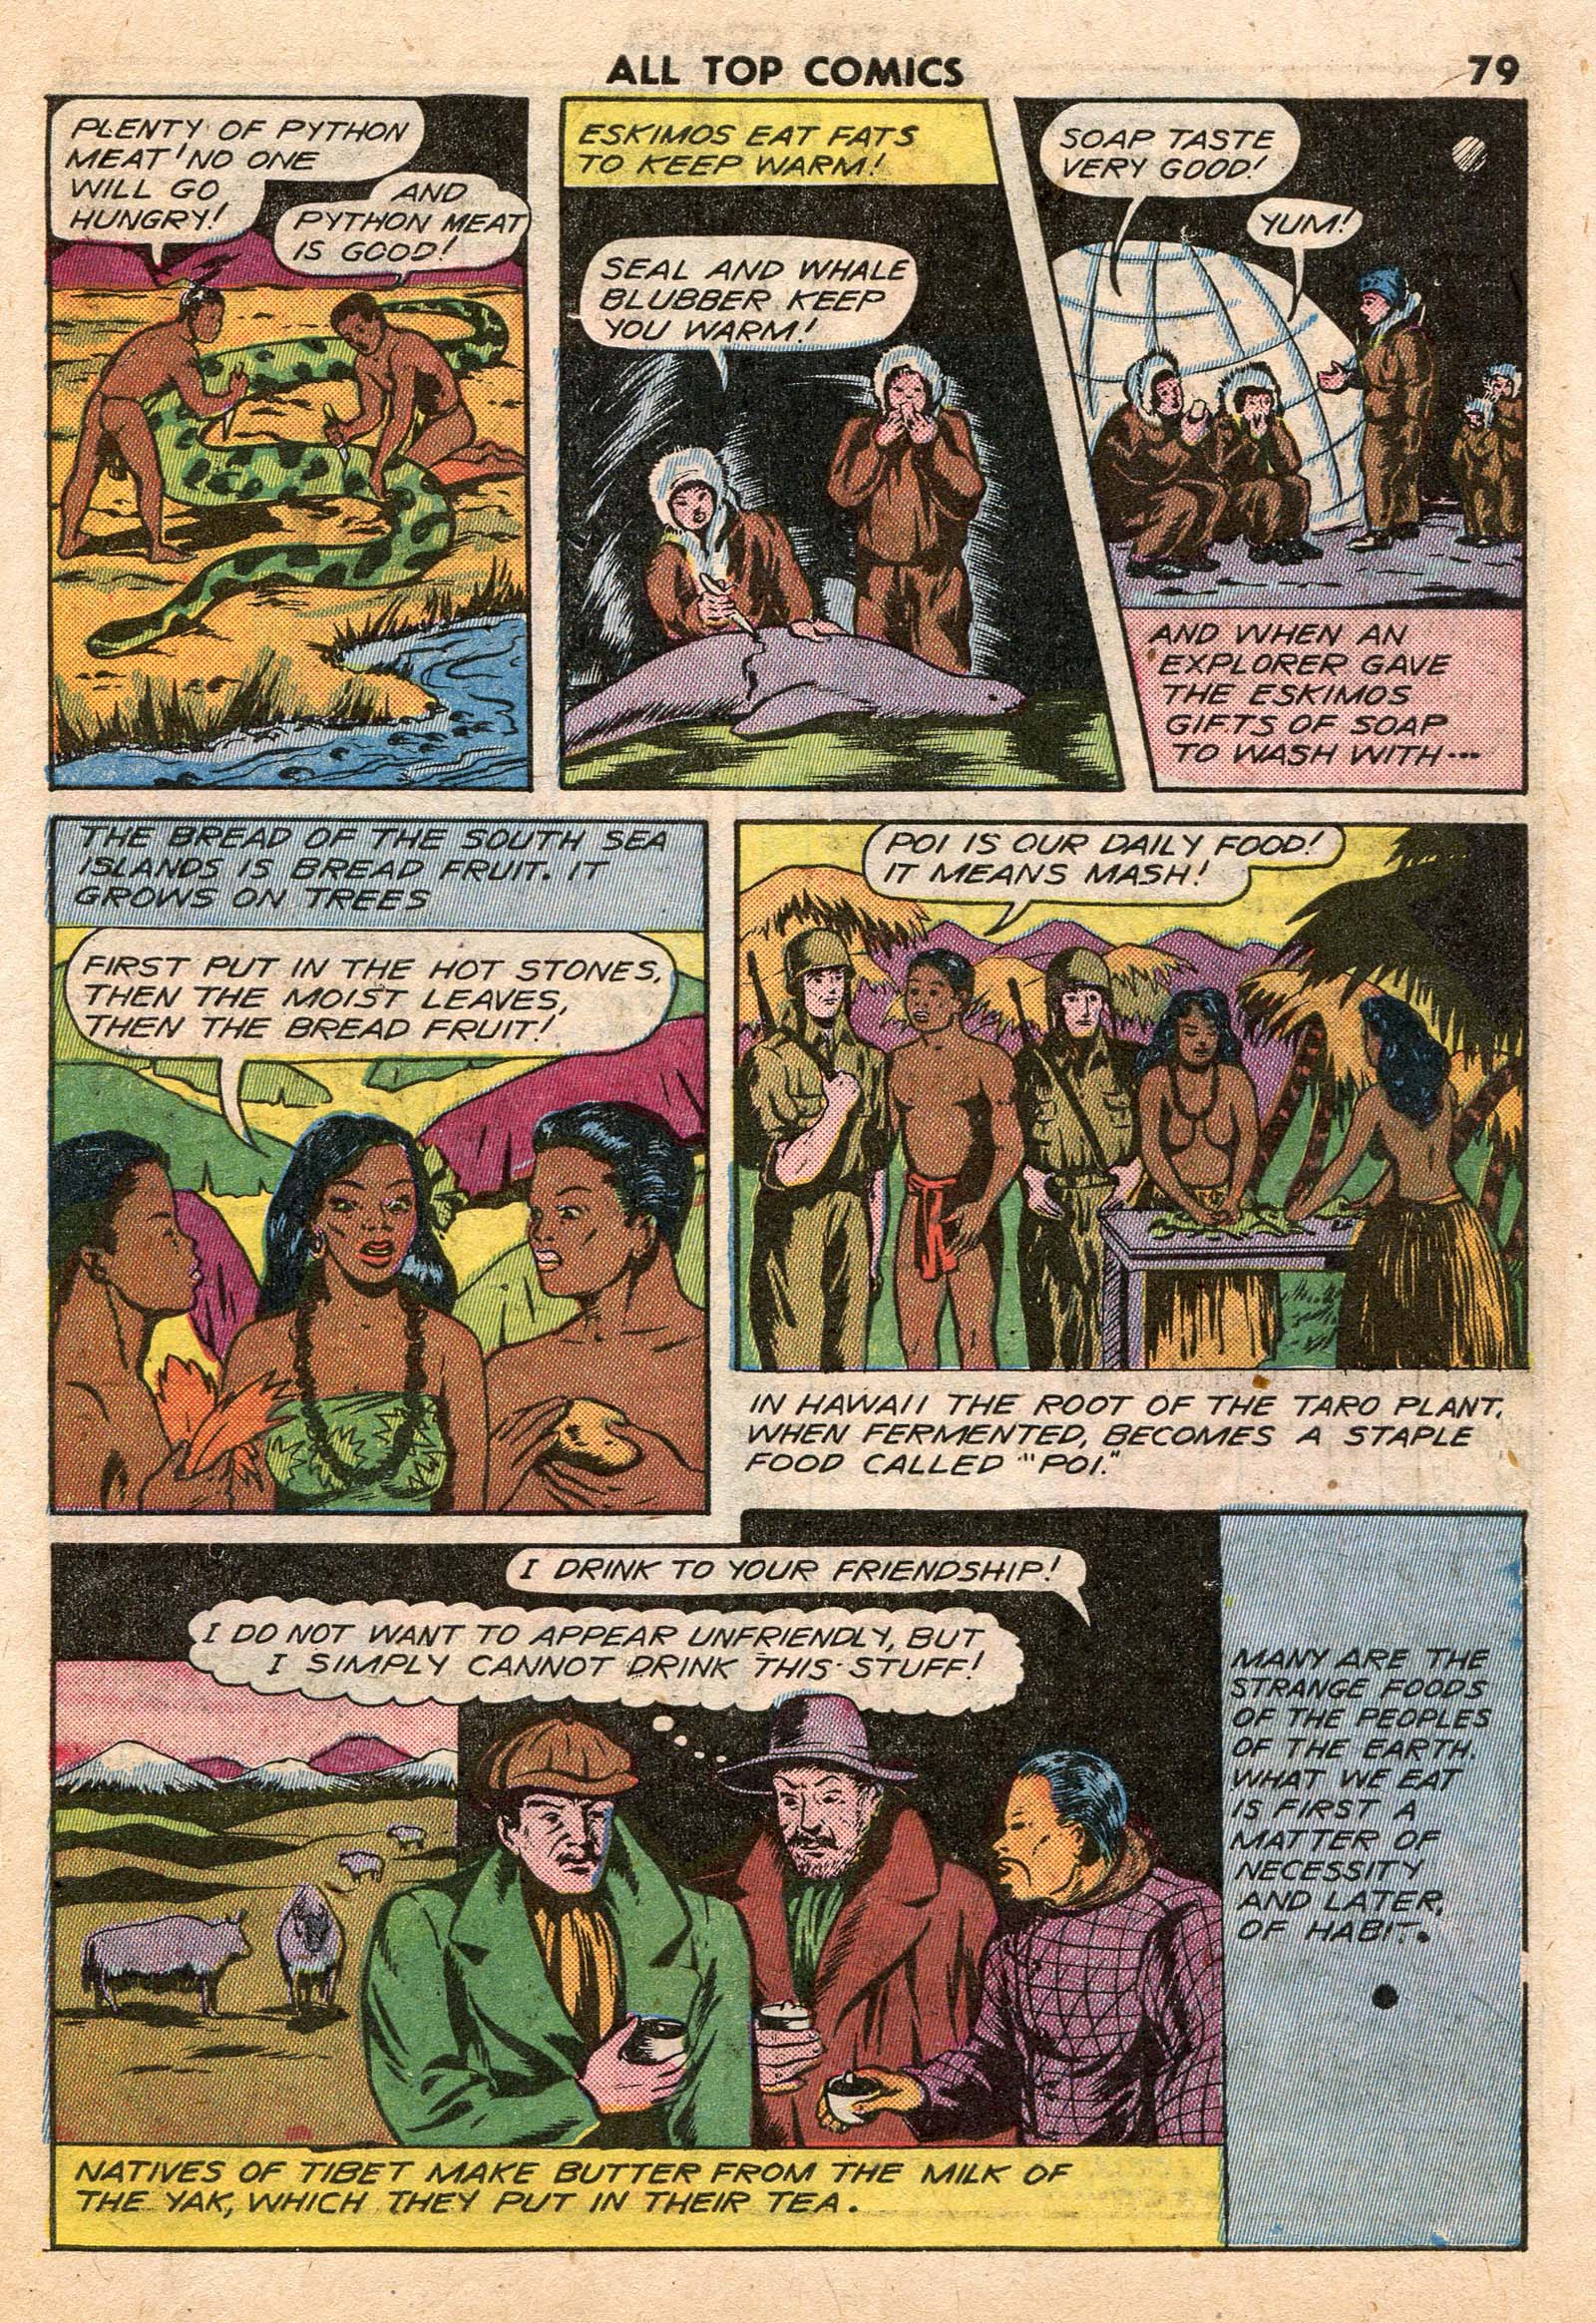 ALL TOP COMICS
79
PLENTY OF PYTHON
MEAT! NO ONE
WILL GO
HUNGRY!
AND
PYTHON MEAT
IS GOOD!
ESKIMOS EAT FATS
TO KEEP WARM!
SEAL AND WHALE
BLUBBER KEEP
YOU WARM!
SOAP TASTE
VERY GOOD!
YUM!
AND WHEN AN
EXPLORER GAVE
THE ESKIMOS
GIFTS OF SOAP
TO WASH WITH---
THE BREAD OF THE SOUTH SEA
ISLANDS IS BREAD FRUIT. IT
GROWS ON TREES
FIRST PUT IN THE HOT STONES,
THEN THE MOIST LEAVES,
THEN THE BREAD FRUIT!
POI IS OUR DAILY FOOD!
IT MEANS MASH!
IN HAWAII THE ROOT OF THE TARO PLANT,
WHEN FERMENTED, BECOMES A STAPLE
FOOD CALLED "POI."
I DRINK TO YOUR FRIENDSHIP!
I DO NOT WANT TO APPEAR UNFRIENDLY, BUT
I SIMPLY CANNOT DRINK THIS STUFF!
NATIVES OF TIBET MAKE BUTTER FROM THE MILK OF
THE YAK, WHICH THEY PUT IN THEIR TEA.
MANY ARE THE
STRANGE FOODS
OF THE PEOPLES
OF THE EARTH.
WHAT WE EAT
IS FIRST A
MATTER OF
NECESSITY
AND LATER,
OF HABIT.